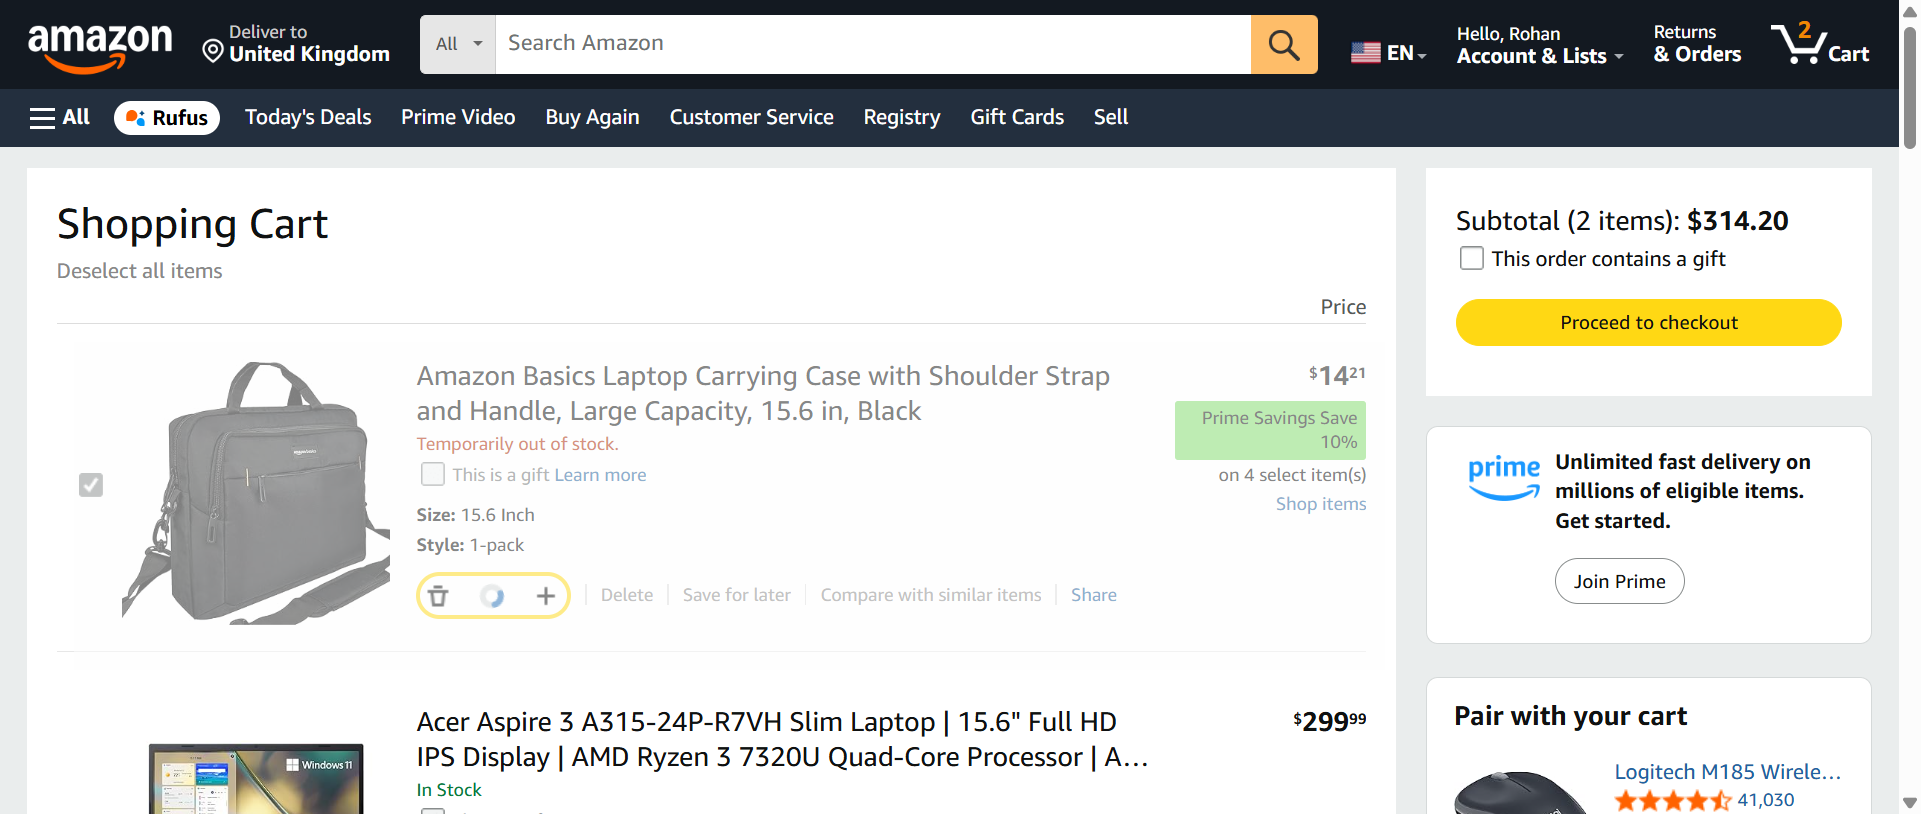 amazon
Deliver to
United Kingdom
All
Search Amazon
EN
Hello, Rohan
Account & Lists
Returns
& Orders
2
Cart
All
Rufus
Today's Deals
Prime Video
Buy Again
Customer Service
Registry
Gift Cards
Sell
Shopping Cart
Deselect all items
Price
Amazon Basics Laptop Carrying Case with Shoulder Strap
and Handle, Large Capacity, 15.6 in, Black
$14 21
Temporarily out of stock.
Prime Savings Save
10%
This is a gift Learn more
on 4 select item(s)
Shop items
Size: 15.6 Inch
Style: 1-pack
Delete
Save for later
Compare with similar items
Share
Acer Aspire 3 A315-24P-R7VH Slim Laptop | 15.6" Full HD
IPS Display | AMD Ryzen 3 7320U Quad-Core Processor | A...
$299 99
In Stock
Windows 11
Subtotal (2 items): $314.20
This order contains a gift
Proceed to checkout
prime
Unlimited fast delivery on
millions of eligible items.
Get started.
Join Prime
Pair with your cart
Logitech M185 Wirele...
41,030